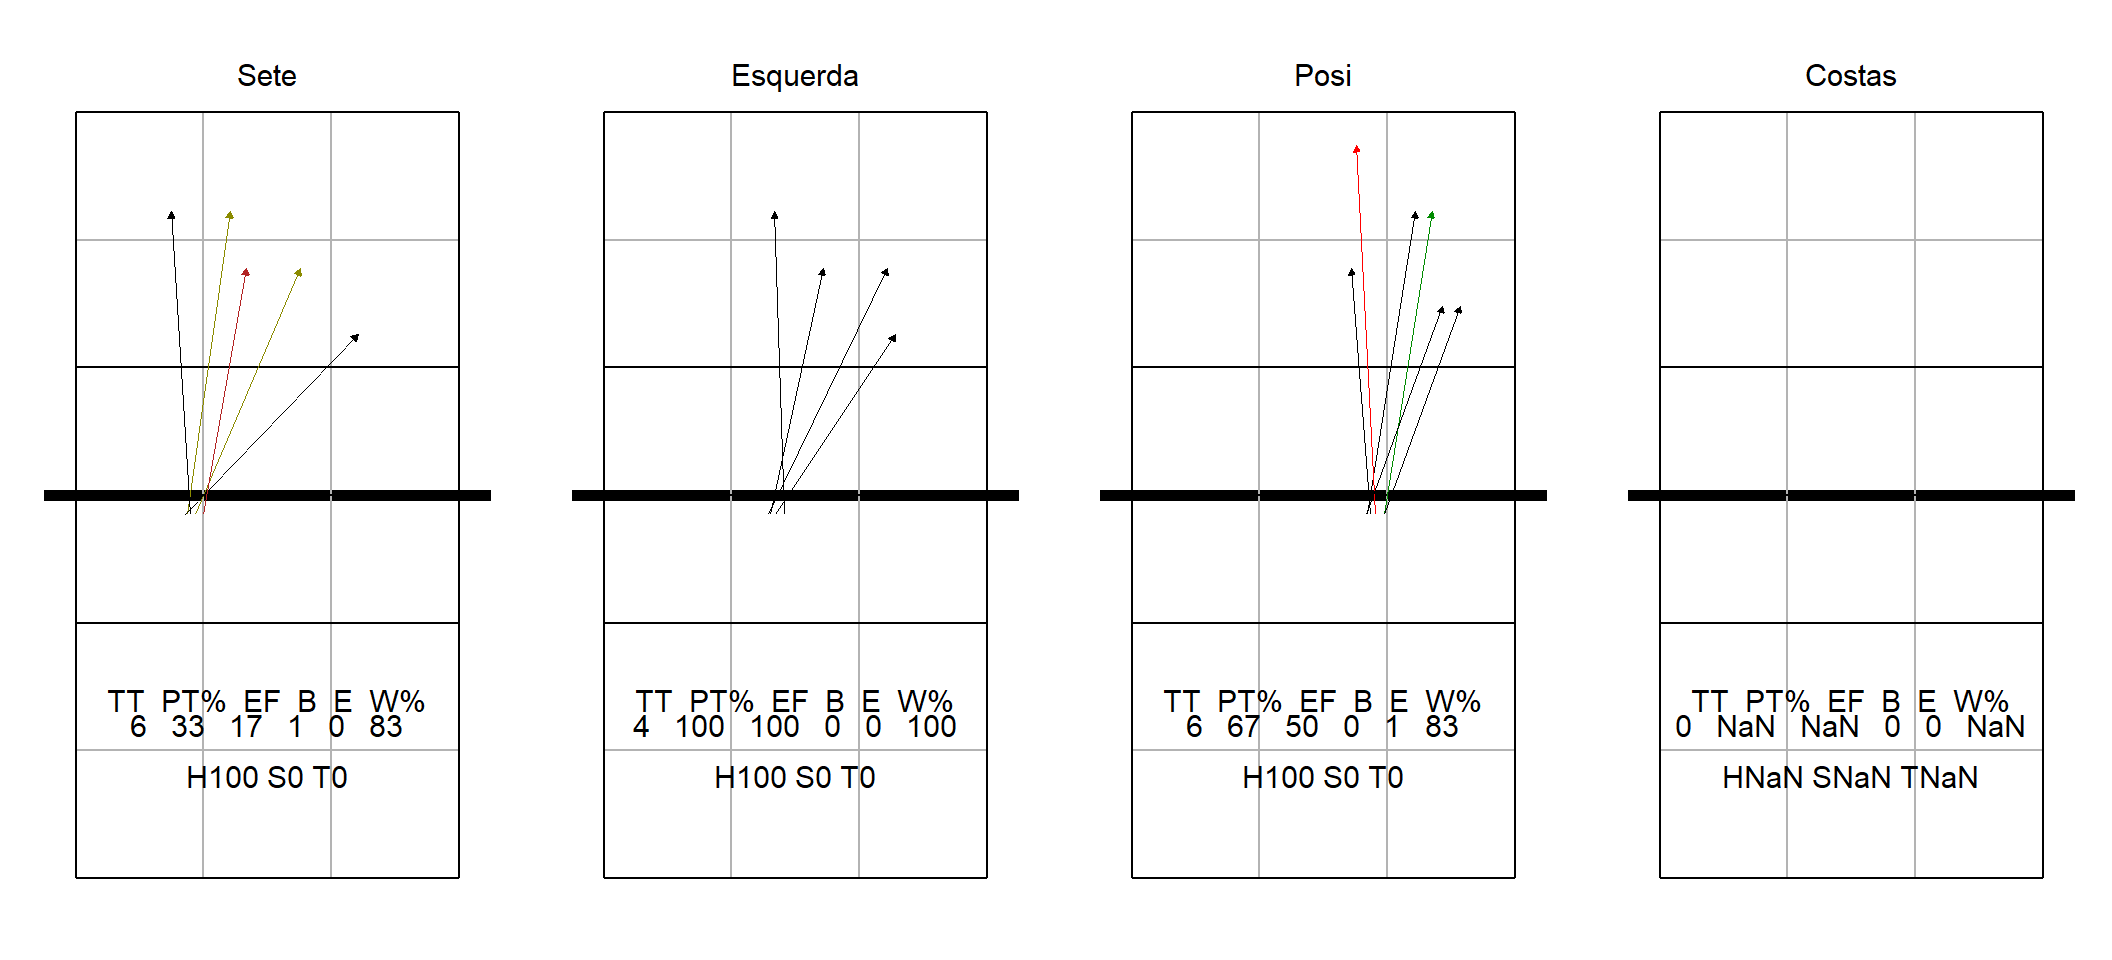 Sete
TT PT% EF B E W%
6 33 17 1 0 83
H100 S0 T0
Esquerda
TT PT% EF B E W%
4 100 100 0 0 100
H100 S0 T0
Posi
TT PT% EF B E W%
6 67 50 0 1 83
H100 S0 T0
Costas
TT PT% EF B E W%
0 NaN NaN 0 0 NaN
HNaN SNaN TNaN